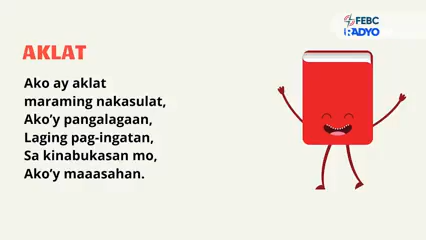 FEBC
RADYO
AKLAT
Ako ay aklat
maraming nakasulat,
Ako'y pangalagaan,
Laging pag-ingatan,
Sa kinabukasan mo,
Ako'y maaasahan.